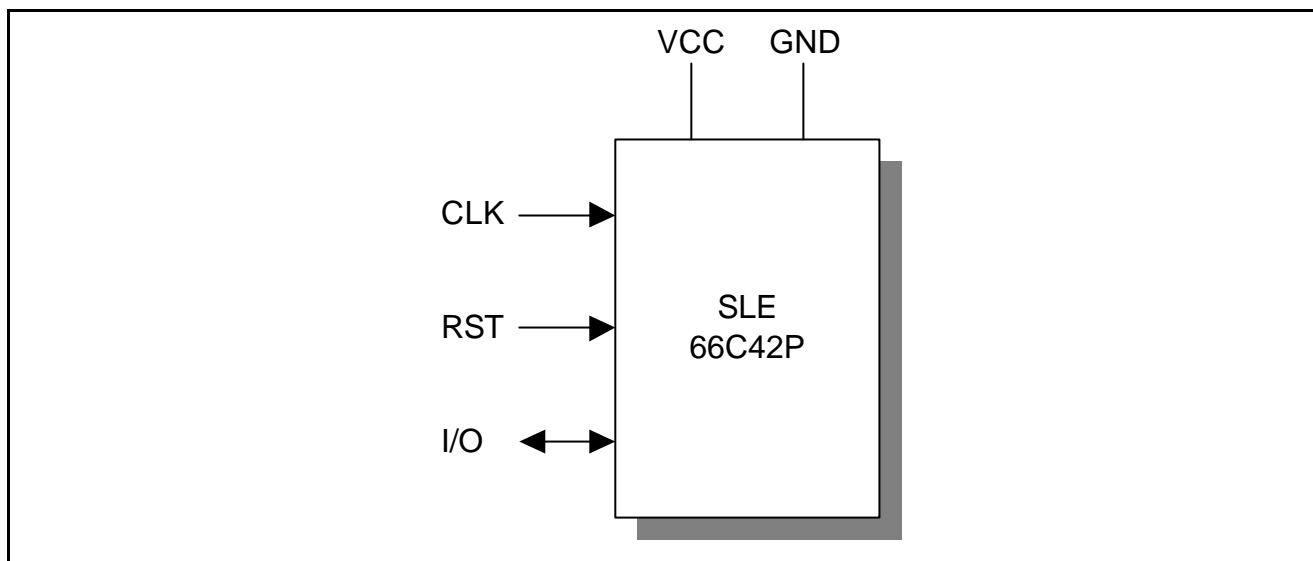 VCC GND
CLK
RST
SLE
66C42P
I/O